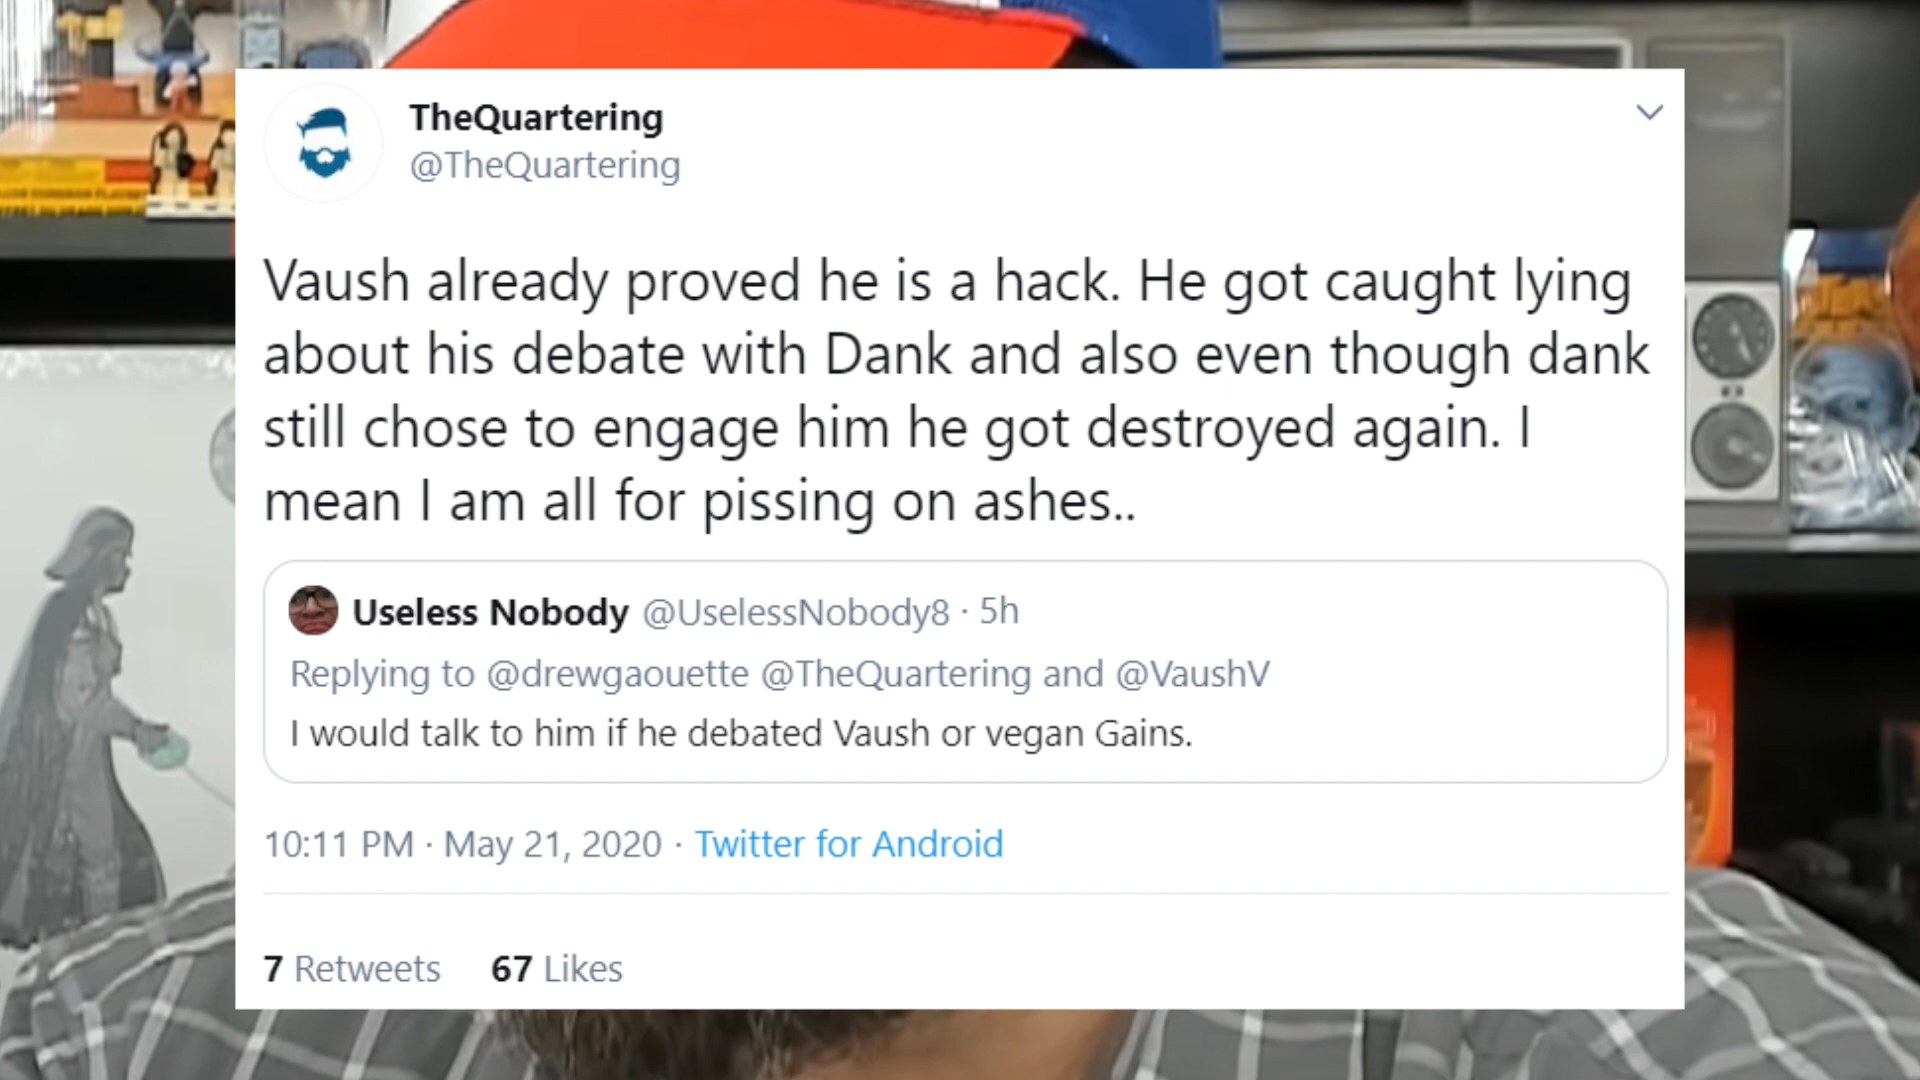 TheQuartering
@TheQuartering
Vaush already proved he is a hack. He got caught lying
about his debate with Dank and also even though dank
still chose to engage him he got destroyed again. I
mean I am all for pissing on ashes..
Useless Nobody @UselessNobody8 · 5h
Replying to @drewgaouette @TheQuartering and @VaushV
I would talk to him if he debated Vaush or vegan Gains.
10:11 PM · May 21, 2020 · Twitter for Android
7 Retweets 67 Likes